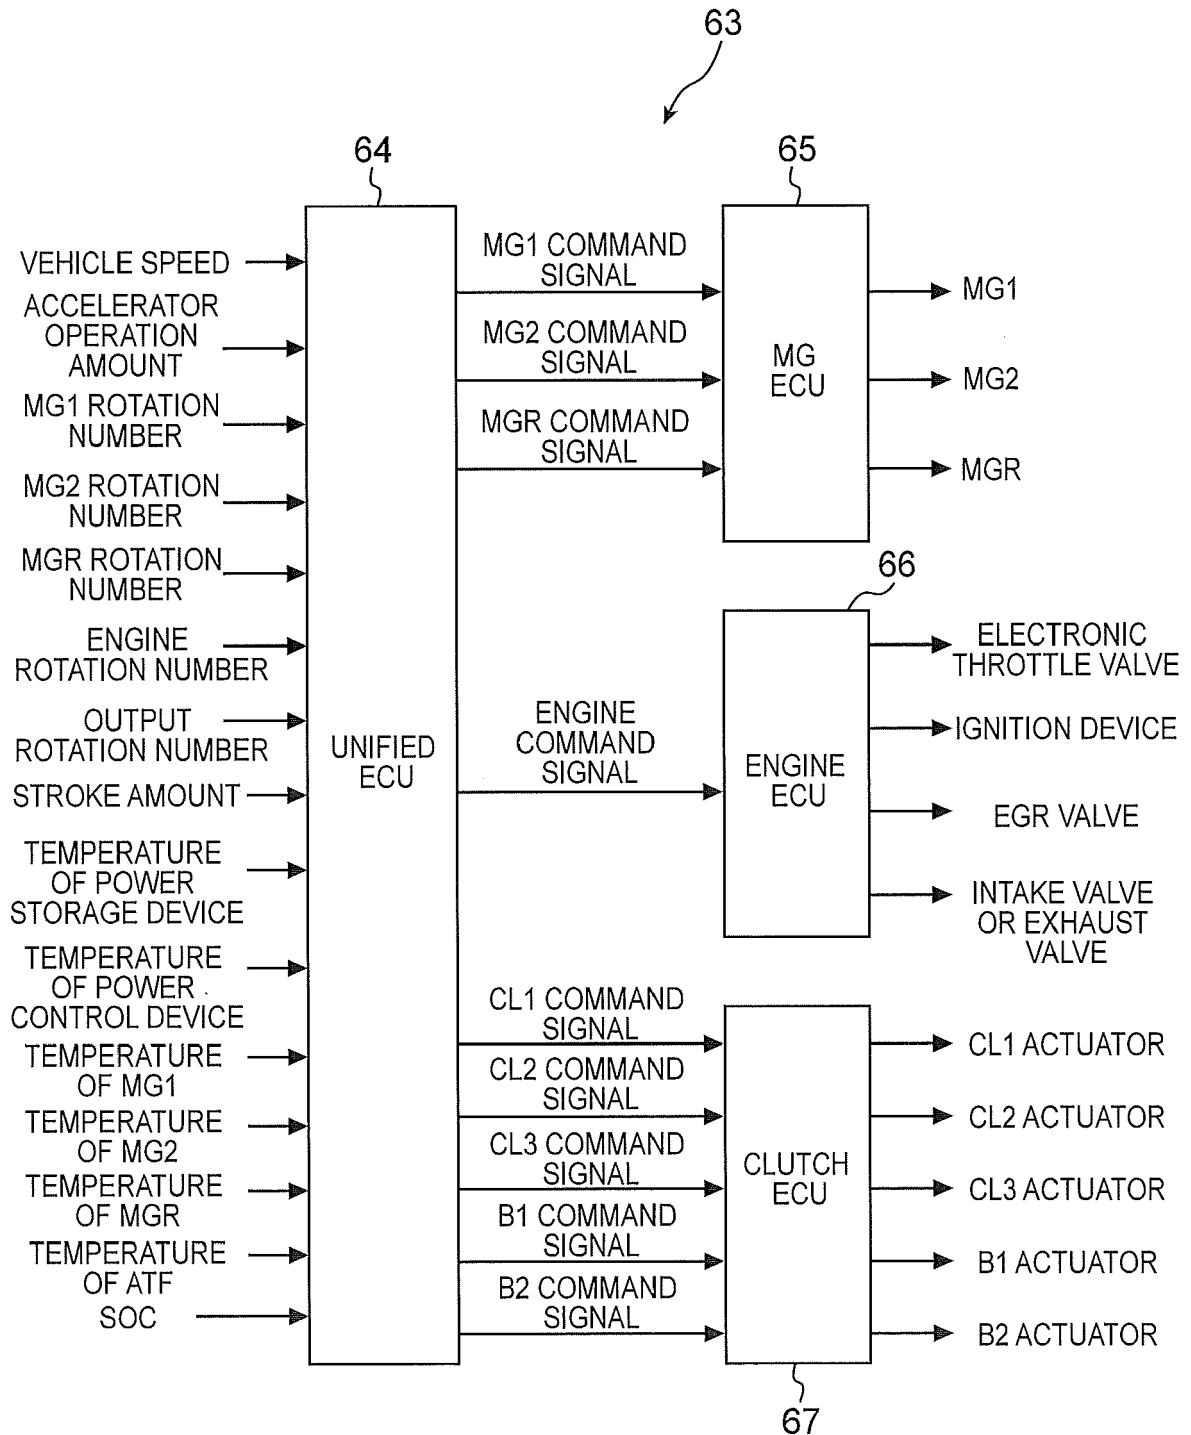 63
64
65
VEHICLE SPEED
ACCELERATOR
OPERATION
AMOUNT
MG1 ROTATION
NUMBER
MG2 ROTATION
NUMBER
MGR ROTATION
NUMBER
ENGINE
ROTATION NUMBER
OUTPUT
ROTATION NUMBER
STROKE AMOUNT
TEMPERATURE
OF POWER
STORAGE DEVICE
TEMPERATURE
OF POWER
CONTROL DEVICE
TEMPERATURE
OF MG1
TEMPERATURE
OF MG2
TEMPERATURE
OF MGR
TEMPERATURE
OF ATF
SOC
UNIFIED
ECU
MG1 COMMAND
SIGNAL
MG2 COMMAND
SIGNAL
MGR COMMAND
SIGNAL
MG
ECU
MG1
MG2
MGR
66
ENGINE
COMMAND
SIGNAL
ENGINE
ECU
ELECTRONIC
THROTTLE VALVE
IGNITION DEVICE
EGR VALVE
INTAKE VALVE
OR EXHAUST
VALVE
CL1 COMMAND
SIGNAL
CL2 COMMAND
SIGNAL
CL3 COMMAND
SIGNAL
B1 COMMAND
SIGNAL
B2 COMMAND
SIGNAL
CLUTCH
ECU
CL1 ACTUATOR
CL2 ACTUATOR
CL3 ACTUATOR
B1 ACTUATOR
B2 ACTUATOR
67